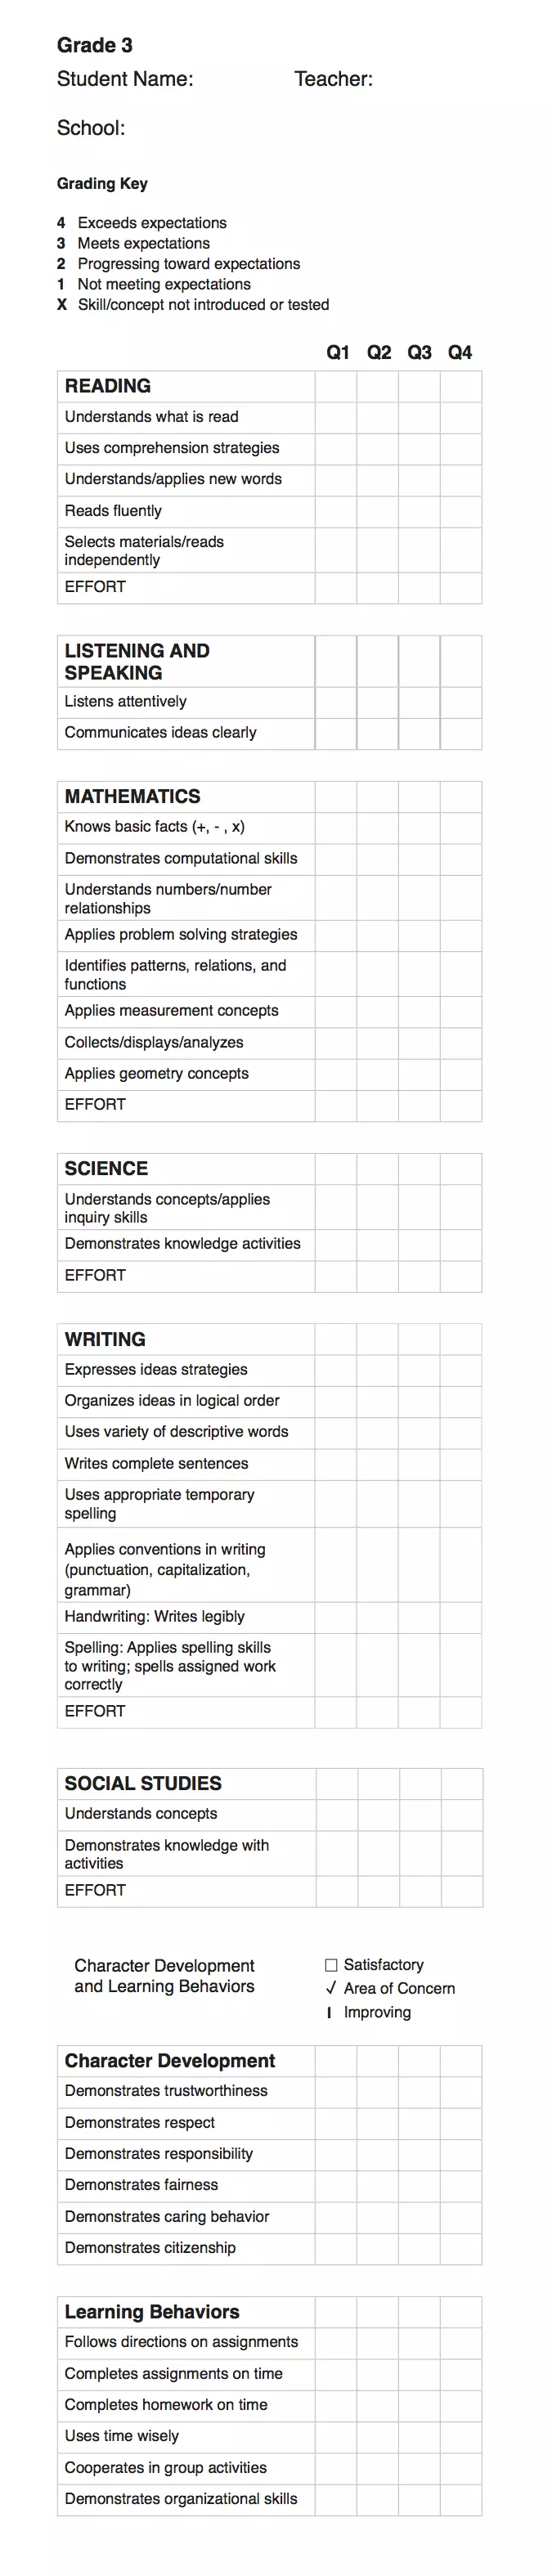 Grade 3
Student Name: Teacher:
School:
Grading Key
4 Exceeds expectations
3 Meets expectations
2 Progressing toward expectations
1 Not meeting expectations
X Skill/concept not introduced or tested
Q1 Q2 Q3 Q4
READING
Understands what is read
Uses comprehension strategies
Understands/applies new words
Reads fluently
Selects materials/reads
independently
EFFORT
LISTENING AND
SPEAKING
Listens attentively
Communicates ideas clearly
MATHEMATICS
Knows basic facts (+, - , x)
Demonstrates computational skills
Understands numbers/number
relationships
Applies problem solving strategies
Identifies patterns, relations, and
functions
Applies measurement concepts
Collects/displays/analyzes
Applies geometry concepts
EFFORT
SCIENCE
Understands concepts/applies
inquiry skills
Demonstrates knowledge activities
EFFORT
WRITING
Expresses ideas strategies
Organizes ideas in logical order
Uses variety of descriptive words
Writes complete sentences
Uses appropriate temporary
spelling
Applies conventions in writing
(punctuation, capitalization,
grammar)
Handwriting: Writes legibly
Spelling: Applies spelling skills
to writing; spells assigned work
correctly
EFFORT
SOCIAL STUDIES
Understands concepts
Demonstrates knowledge with
activities
EFFORT
Character Development
and Learning Behaviors
☐ Satisfactory
√ Area of Concern
I Improving
Character Development
Demonstrates trustworthiness
Demonstrates respect
Demonstrates responsibility
Demonstrates fairness
Demonstrates caring behavior
Demonstrates citizenship
Learning Behaviors
Follows directions on assignments
Completes assignments on time
Completes homework on time
Uses time wisely
Cooperates in group activities
Demonstrates organizational skills